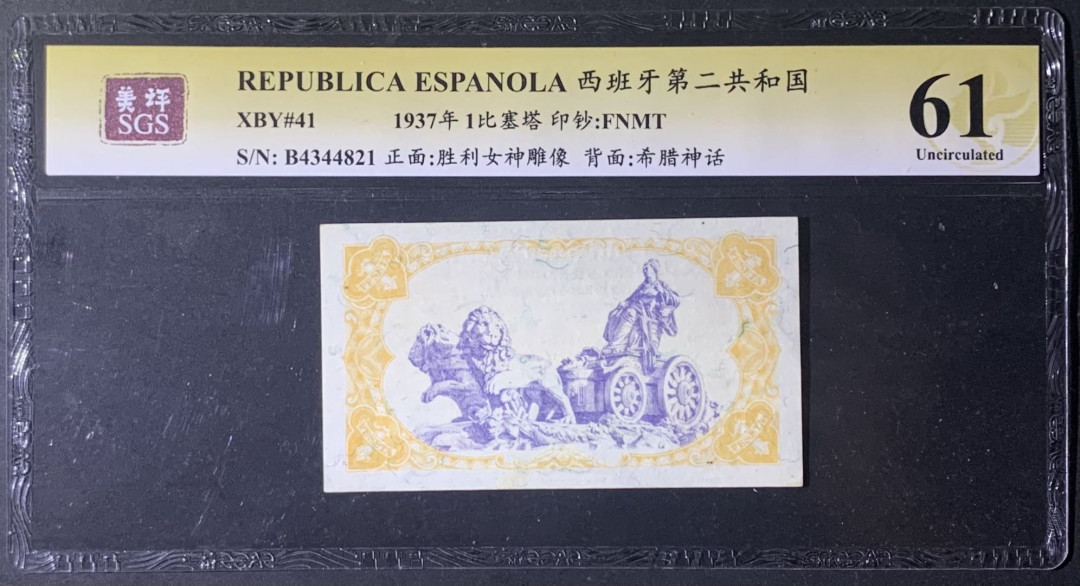 美评
SGS
REPUBLICA ESPANOLA 西班牙第二共和国
XBY#41 1937年 1比塞塔 印钞:FNMT
S/N: B4344821 正面:胜利女神雕像 背面:希腊神话
61
Uncirculated